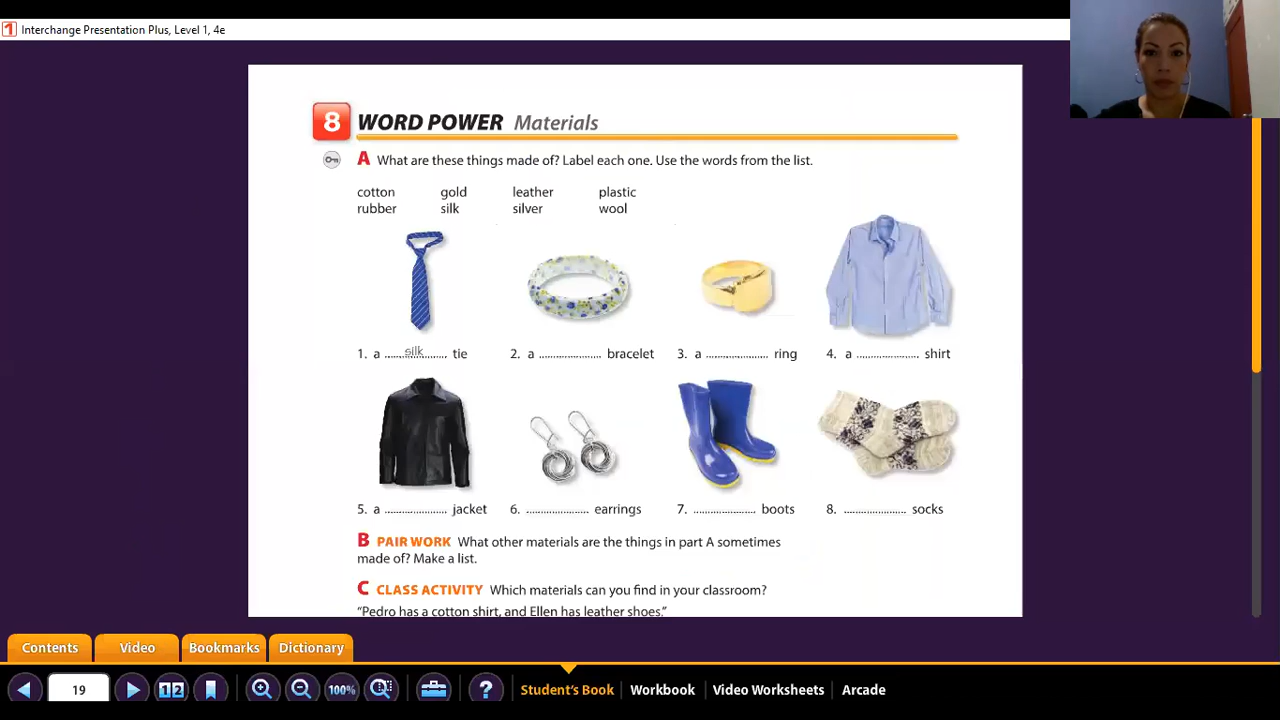 Interchange Presentation Plus, Level 1, 4e
8 WORD POWER Materials
A What are these things made of? Label each one. Use the words from the list.
cotton gold leather plastic
rubber silk silver wool
1. a ......silk...... tie 2. a ...................... bracelet 3. a ...................... ring 4. a ...................... shirt
5. a ...................... jacket 6. ...................... earrings 7. ...................... boots 8. ...................... socks
B PAIR WORK What other materials are the things in part A sometimes
made of? Make a list.
C CLASS ACTIVITY Which materials can you find in your classroom?
"Pedro has a cotton shirt, and Ellen has leather shoes."
Contents Video Bookmarks Dictionary
19 12 100% ? Student's Book Workbook Video Worksheets Arcade